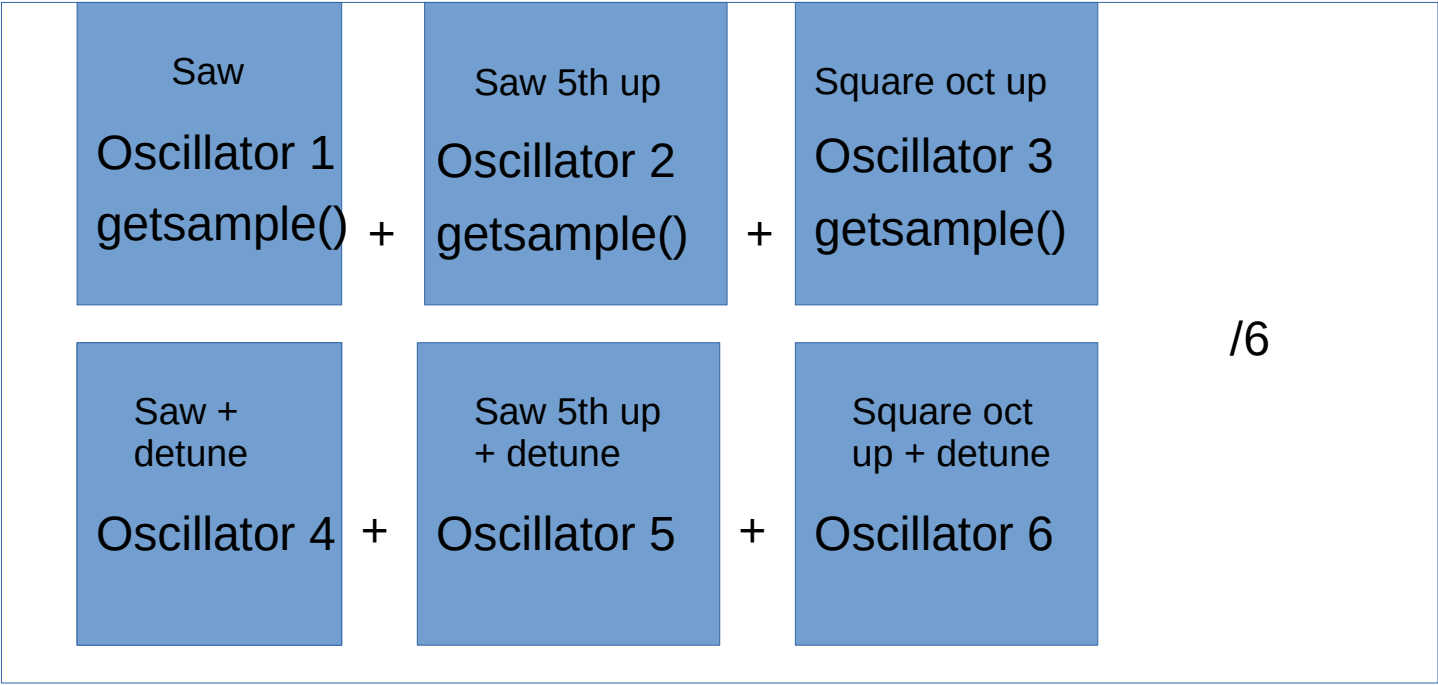 Saw
Oscillator 1
getsample()
+
Saw 5th up
Oscillator 2
getsample()
+
Square oct up
Oscillator 3
getsample()
/6
Saw +
detune
Oscillator 4
+
Saw 5th up
+ detune
Oscillator 5
+
Square oct
up + detune
Oscillator 6